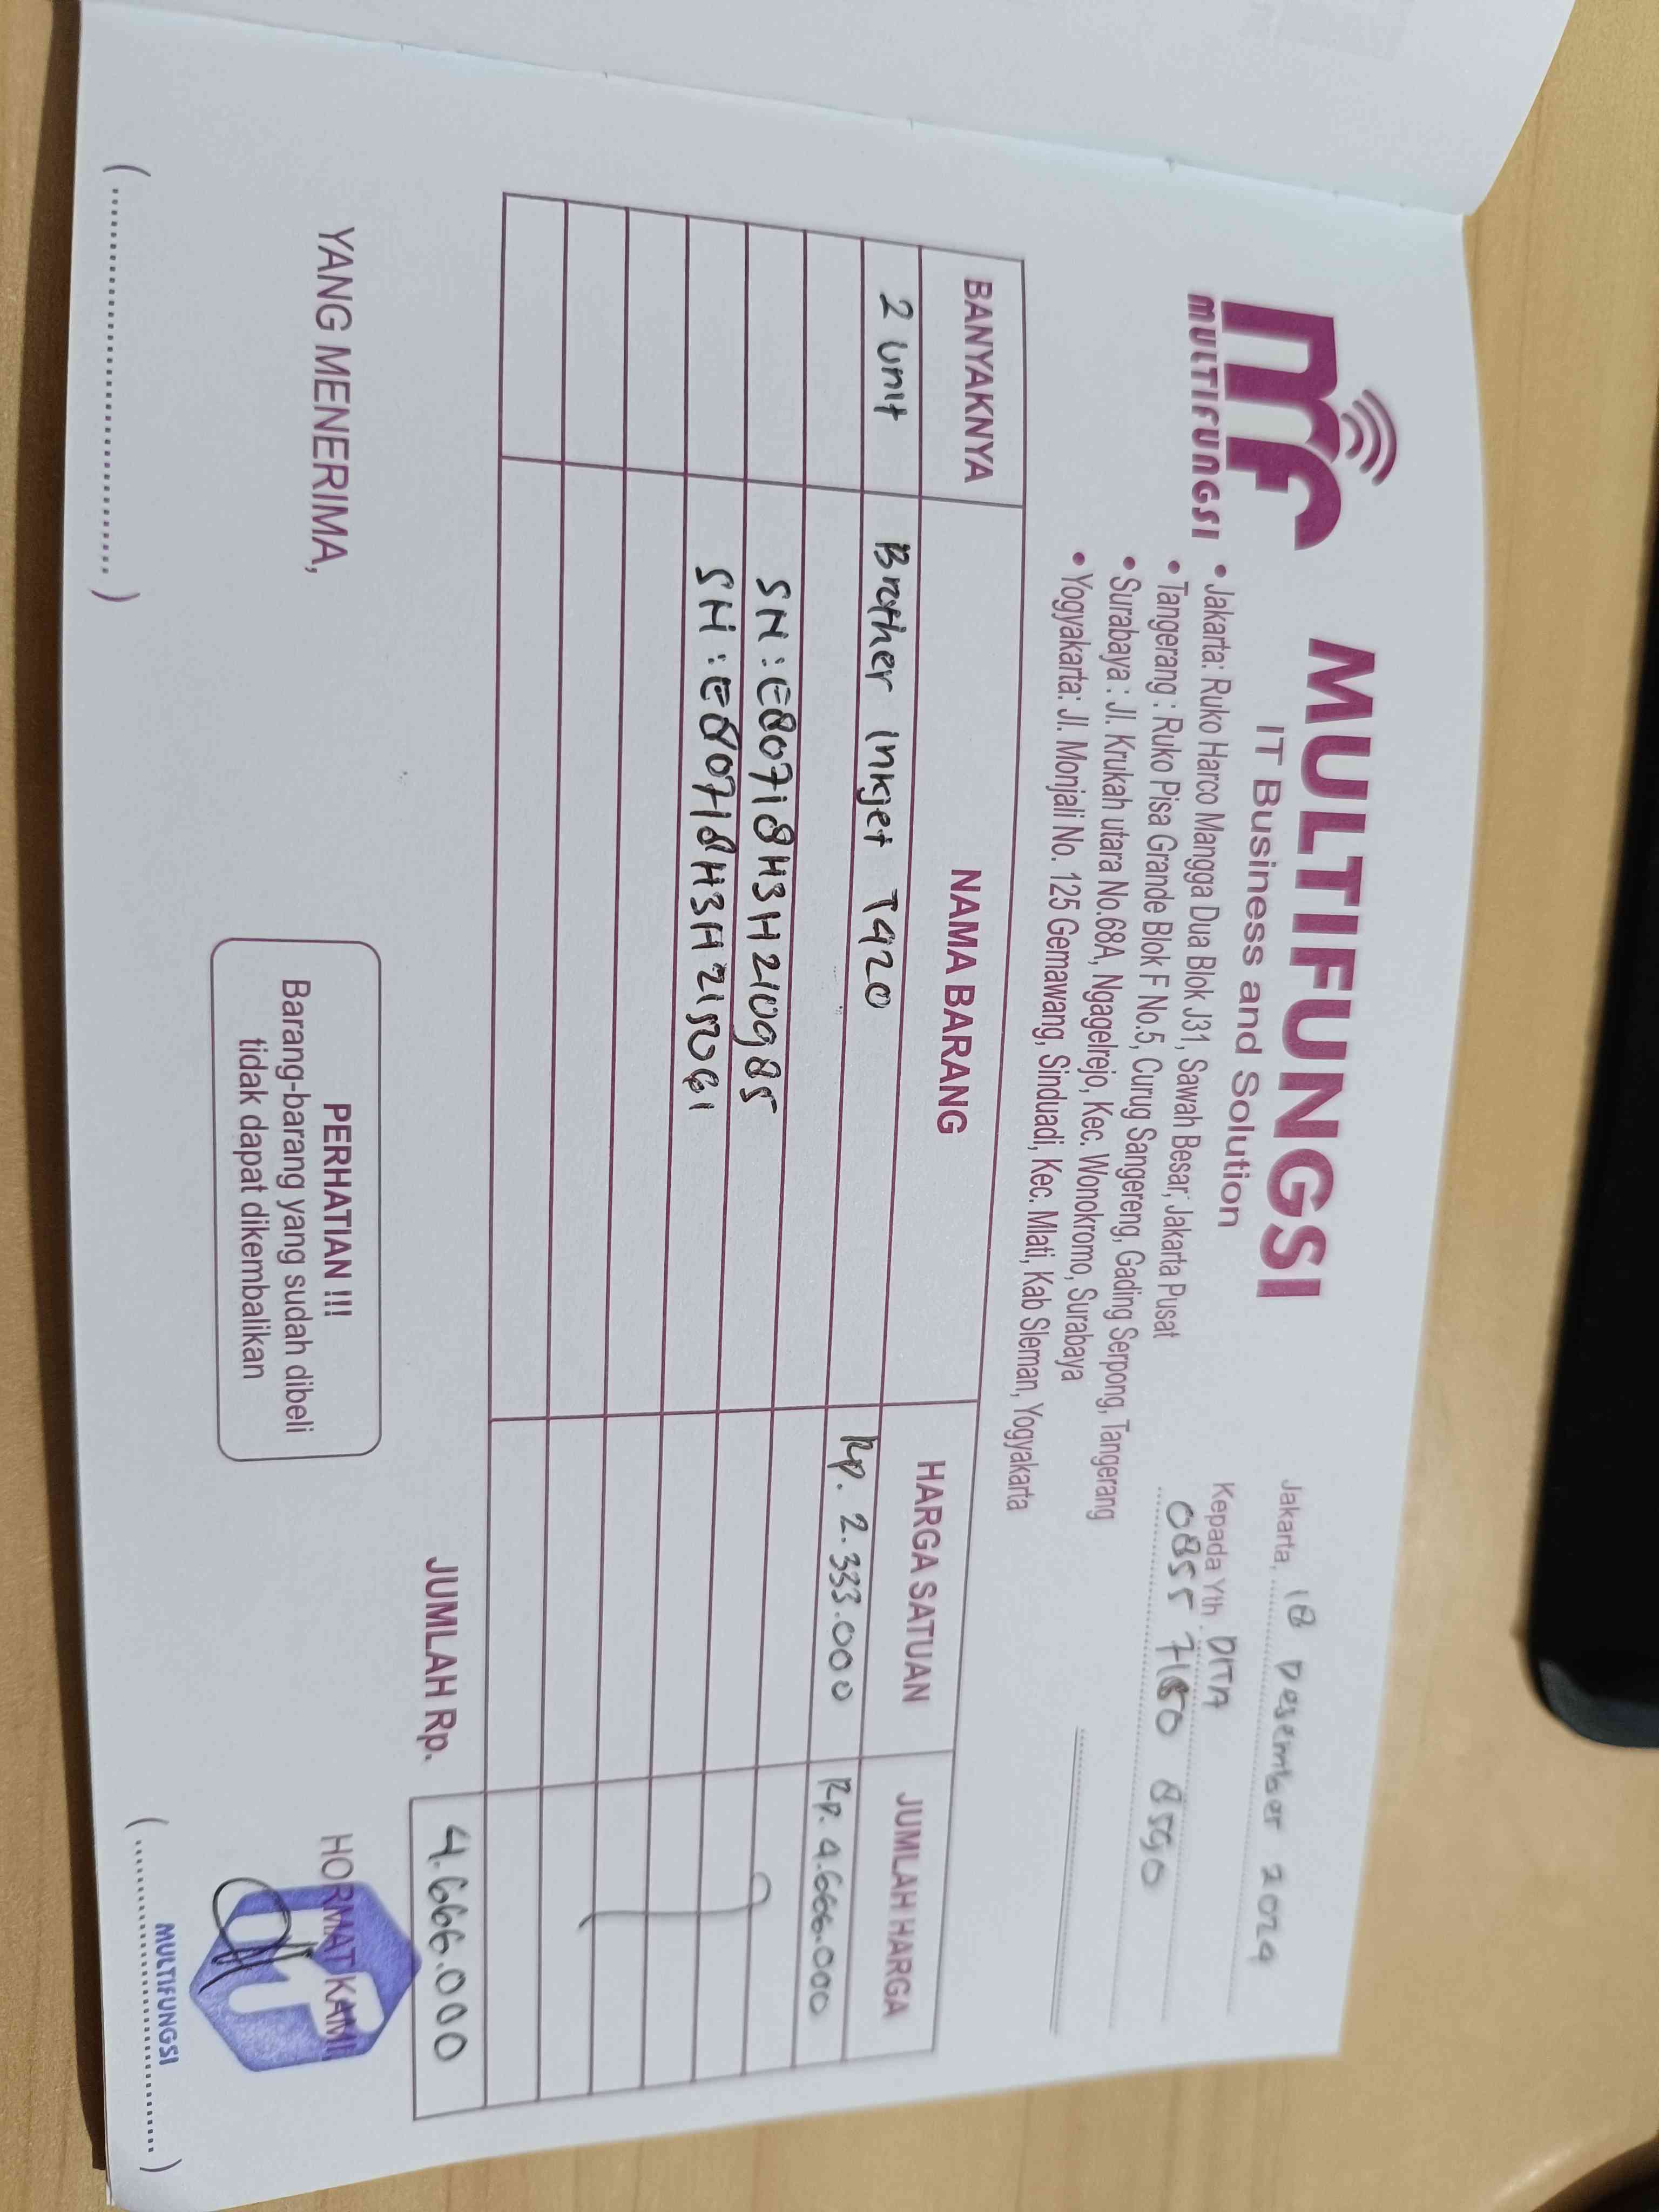 mf
MULTIFUNGSI
MULTIFUNGSI
IT Business and Solution
• Jakarta: Ruko Harco Mangga Dua Blok J31, Sawah Besar, Jakarta Pusat
• Tangerang : Ruko Pisa Grande Blok F No.5, Curug Sangereng, Gading Serpong, Tangerang
• Surabaya : Jl. Krukah utara No.68A, Ngagelrejo, Kec. Wonokromo, Surabaya
• Yogyakarta: Jl. Monjali No. 125 Gemawang, Sinduadi, Kec. Mlati, Kab Sleman, Yogyakarta
Jakarta, 18 Desember 2024
Kepada Yth. DITA
0855 7180 8590
BANYAKNYA NAMA BARANG HARGA SATUAN JUMLAH HARGA
2 unit Brother Inkjet T420 Rp. 2.333.000 Rp. 4.666.000
SN : E80718H3H210985
SN : E80718H3H215061
JUMLAH Rp. 4.666.000
YANG MENERIMA,
PERHATIAN !!!
Barang-barang yang sudah dibeli
tidak dapat dikembalikan
HORMAT KAMI
MULTIFUNGSI